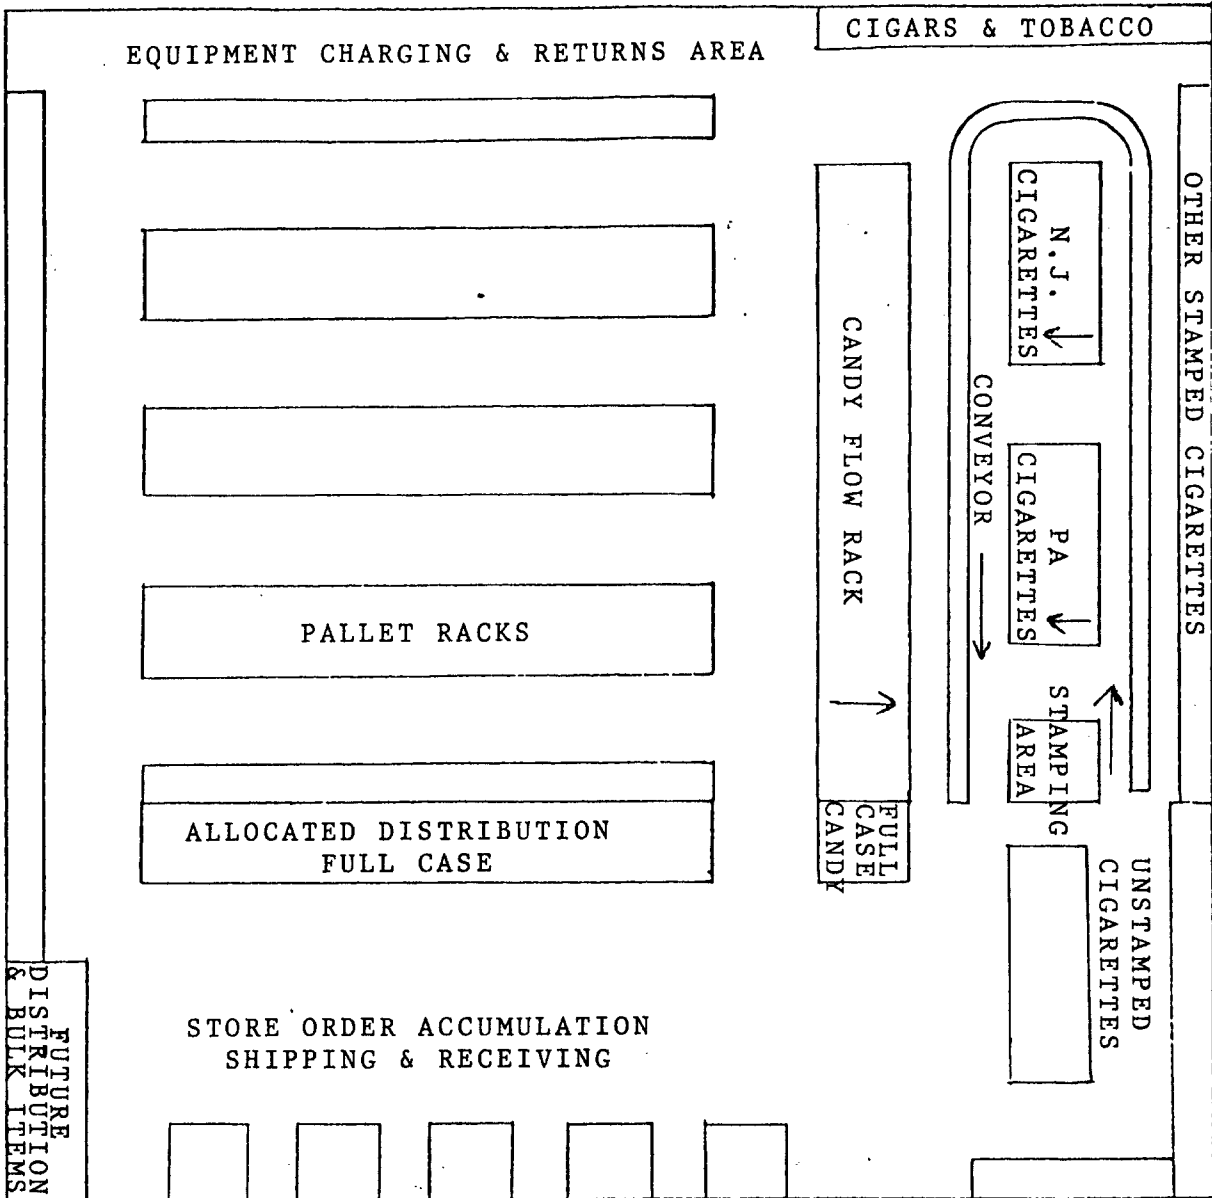 CIGARS & TOBACCO
EQUIPMENT CHARGING & RETURNS AREA
OTHER STAMPED CIGARETTES
N.J.
CIGARETTES
CANDY FLOW RACK
CONVEYOR
PA
CIGARETTES
PALLET RACKS
STAMPING
AREA
ALLOCATED DISTRIBUTION
FULL CASE
FULL
CASE
CANDY
UNSTAMPED
CIGARETTES
FUTURE
DISTRIBUTION
& BULK ITEMS
STORE ORDER ACCUMULATION
SHIPPING & RECEIVING